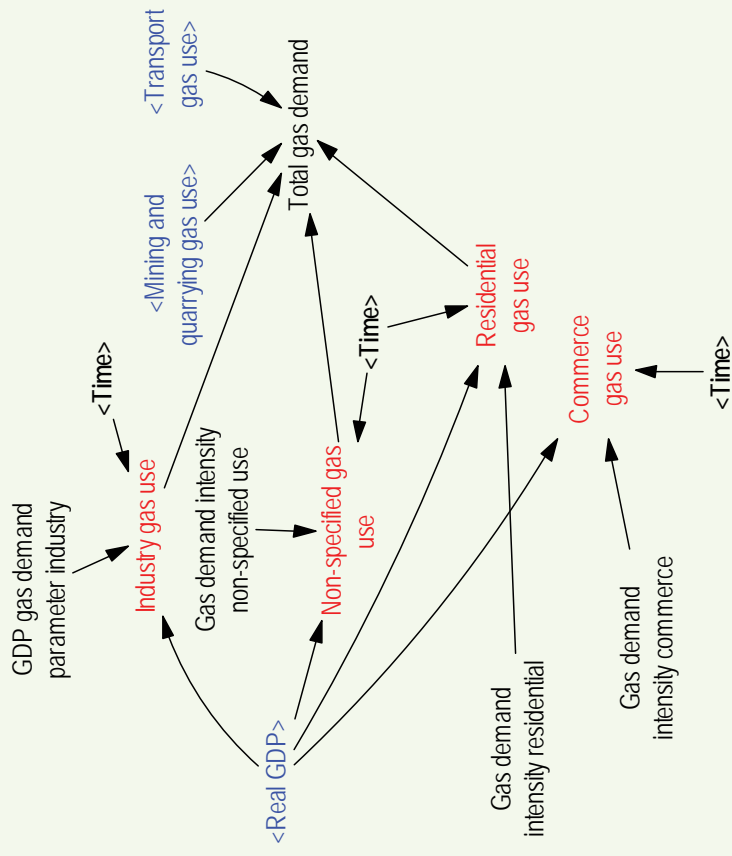 GDP gas demand
parameter industry
<Time>
Industry gas use
<Mining and
quarrying gas use>
<Transport
gas use>
Gas demand intensity
non-specified use
Total gas demand
<Real GDP>
Non-specified gas
use
<Time>
Residential
gas use
Gas demand
intensity residential
Commerce
gas use
Gas demand
intensity commerce
<Time>